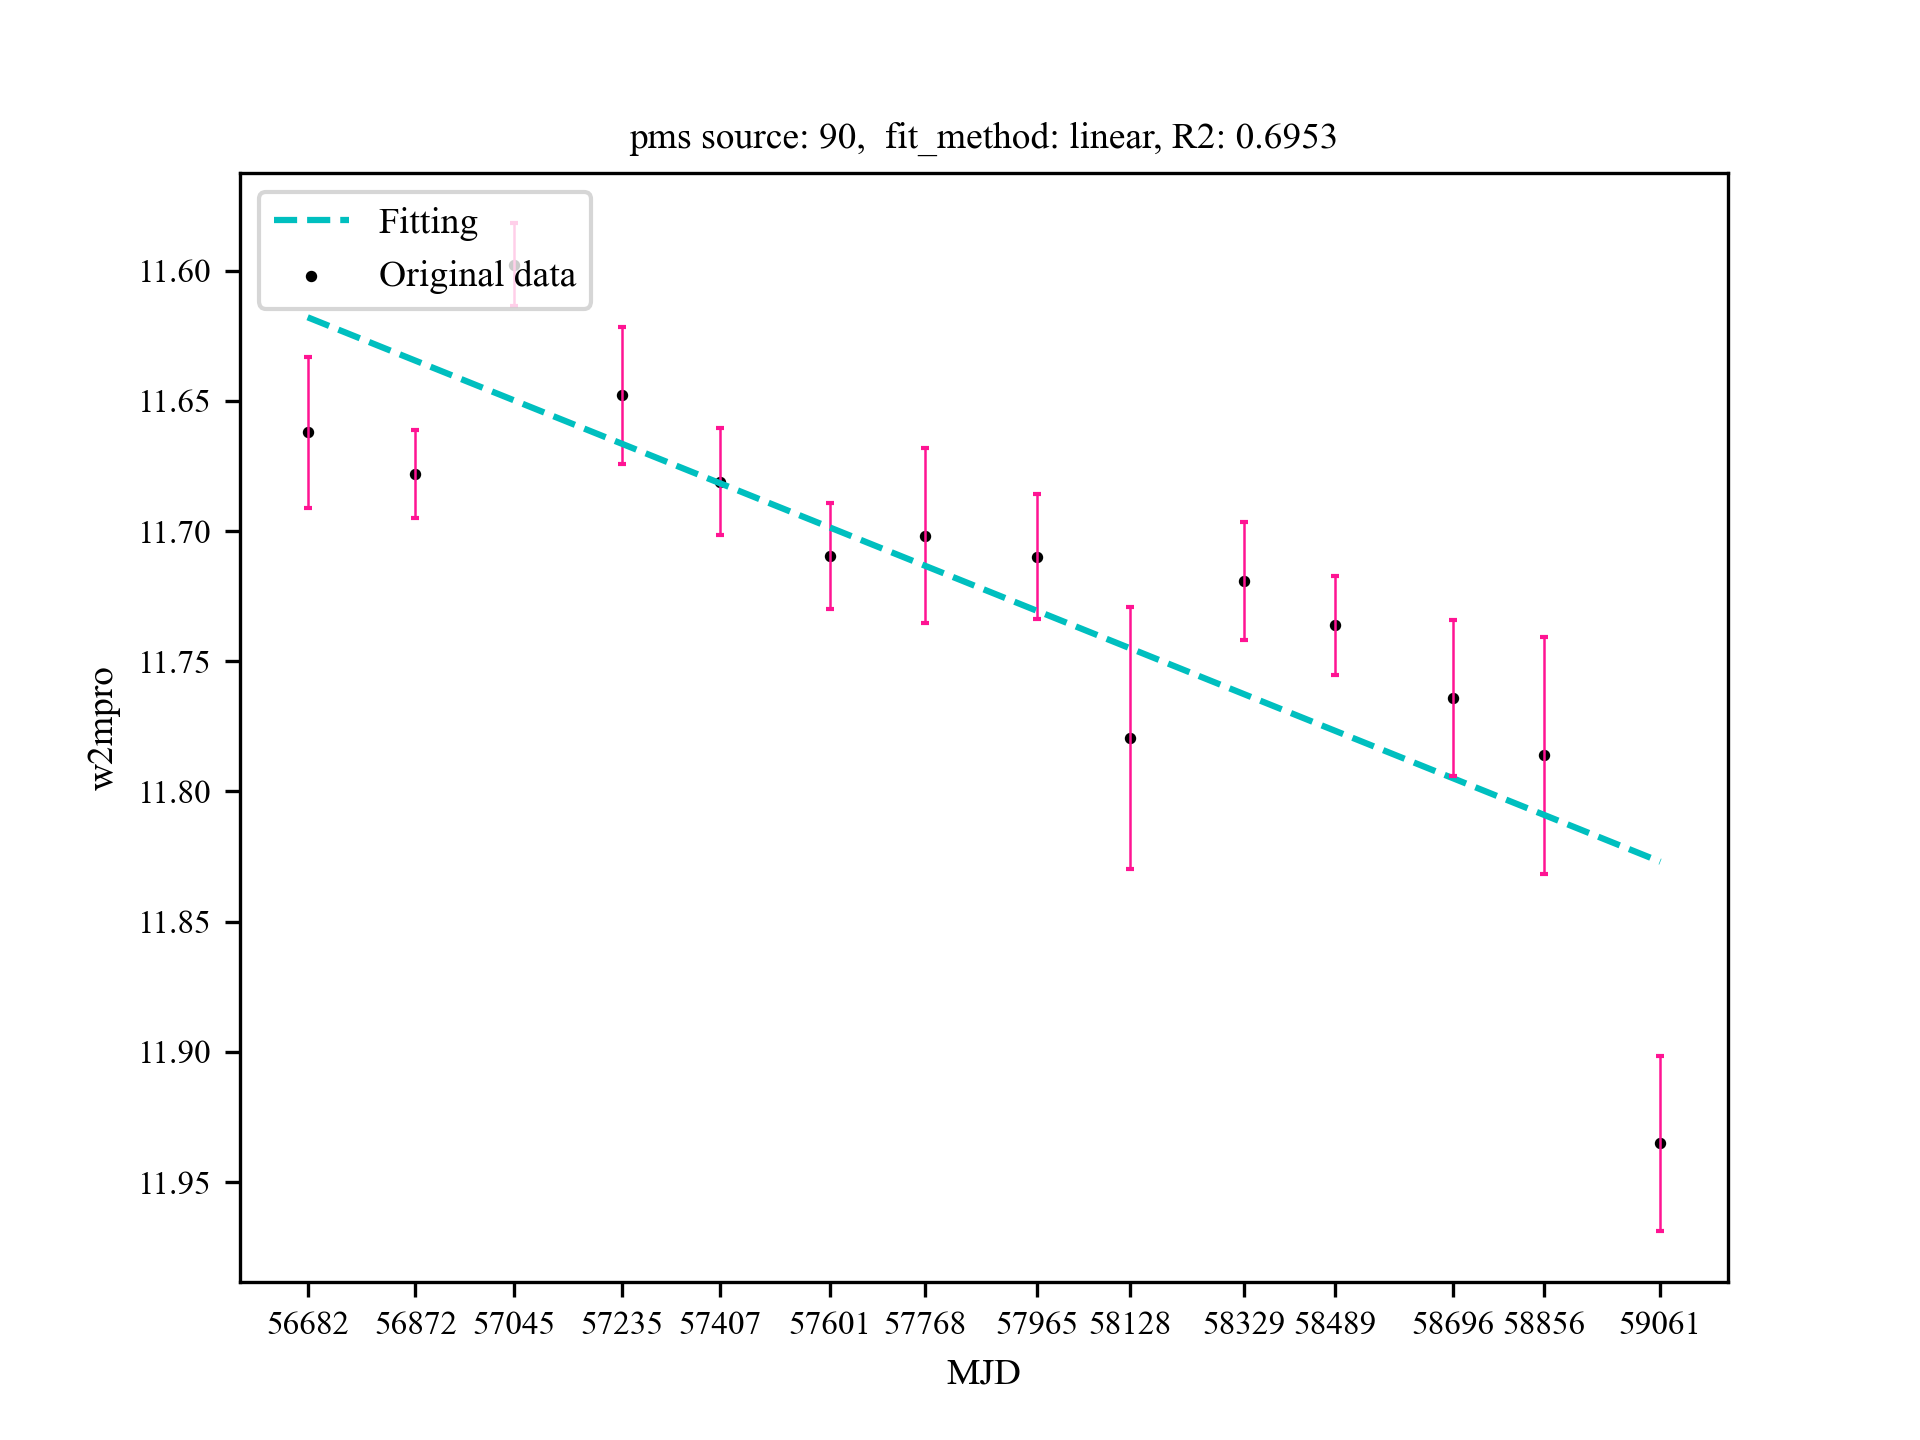 pms source: 90,  fit_method: linear, R2: 0.6953
Fitting
Original data
11.60
11.65
11.70
11.75
11.80
11.85
11.90
11.95
w2mpro
56682 56872 57045 57235 57407 57601 57768 57965 58128 58329 58489 58696 58856 59061
MJD